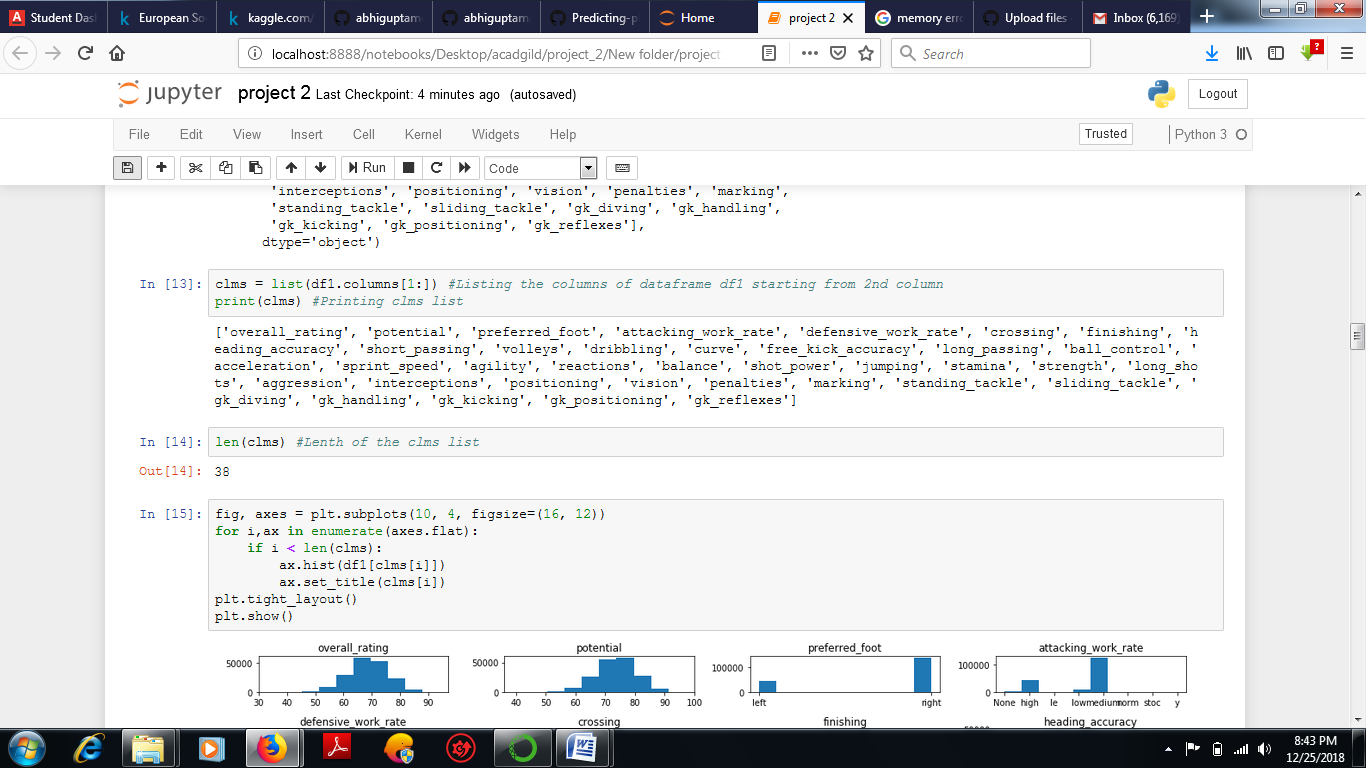 Student Dash
European So
kaggle.com/
abhiguptam
abhiguptam
Predicting-p
Home
project 2
memory erro
Upload files
Inbox (6,169)
localhost:8888/notebooks/Desktop/acadgild/project_2/New folder/project
Search
jupyter project 2 Last Checkpoint: 4 minutes ago (autosaved)
Logout
File Edit View Insert Cell Kernel Widgets Help
Trusted
Python 3
Run
Code
'interceptions', 'positioning', 'vision', 'penalties', 'marking',
'standing_tackle', 'sliding_tackle', 'gk_diving', 'gk_handling',
'gk_kicking', 'gk_positioning', 'gk_reflexes'],
dtype='object')
In [13]: clms = list(df1.columns[1:]) #Listing the columns of dataframe df1 starting from 2nd column
print(clms) #Printing clms list
['overall_rating', 'potential', 'preferred_foot', 'attacking_work_rate', 'defensive_work_rate', 'crossing', 'finishing', 'h
eading_accuracy', 'short_passing', 'volleys', 'dribbling', 'curve', 'free_kick_accuracy', 'long_passing', 'ball_control', '
acceleration', 'sprint_speed', 'agility', 'reactions', 'balance', 'shot_power', 'jumping', 'stamina', 'strength', 'long_sho
ts', 'aggression', 'interceptions', 'positioning', 'vision', 'penalties', 'marking', 'standing_tackle', 'sliding_tackle', '
gk_diving', 'gk_handling', 'gk_kicking', 'gk_positioning', 'gk_reflexes']
In [14]: len(clms) #Lenth of the clms list
Out[14]: 38
In [15]: fig, axes = plt.subplots(10, 4, figsize=(16, 12))
for i,ax in enumerate(axes.flat):
if i < len(clms):
ax.hist(df1[clms[i]])
ax.set_title(clms[i])
plt.tight_layout()
plt.show()
overall_rating potential preferred_foot attacking_work_rate
50000 50000 100000 100000
0 0 0 0
30 40 50 60 70 80 90 40 50 60 70 80 90 100 left right None high le lowmediumnorm stoc y
defensive_work_rate crossing finishing heading_accuracy
8:43 PM
12/25/2018